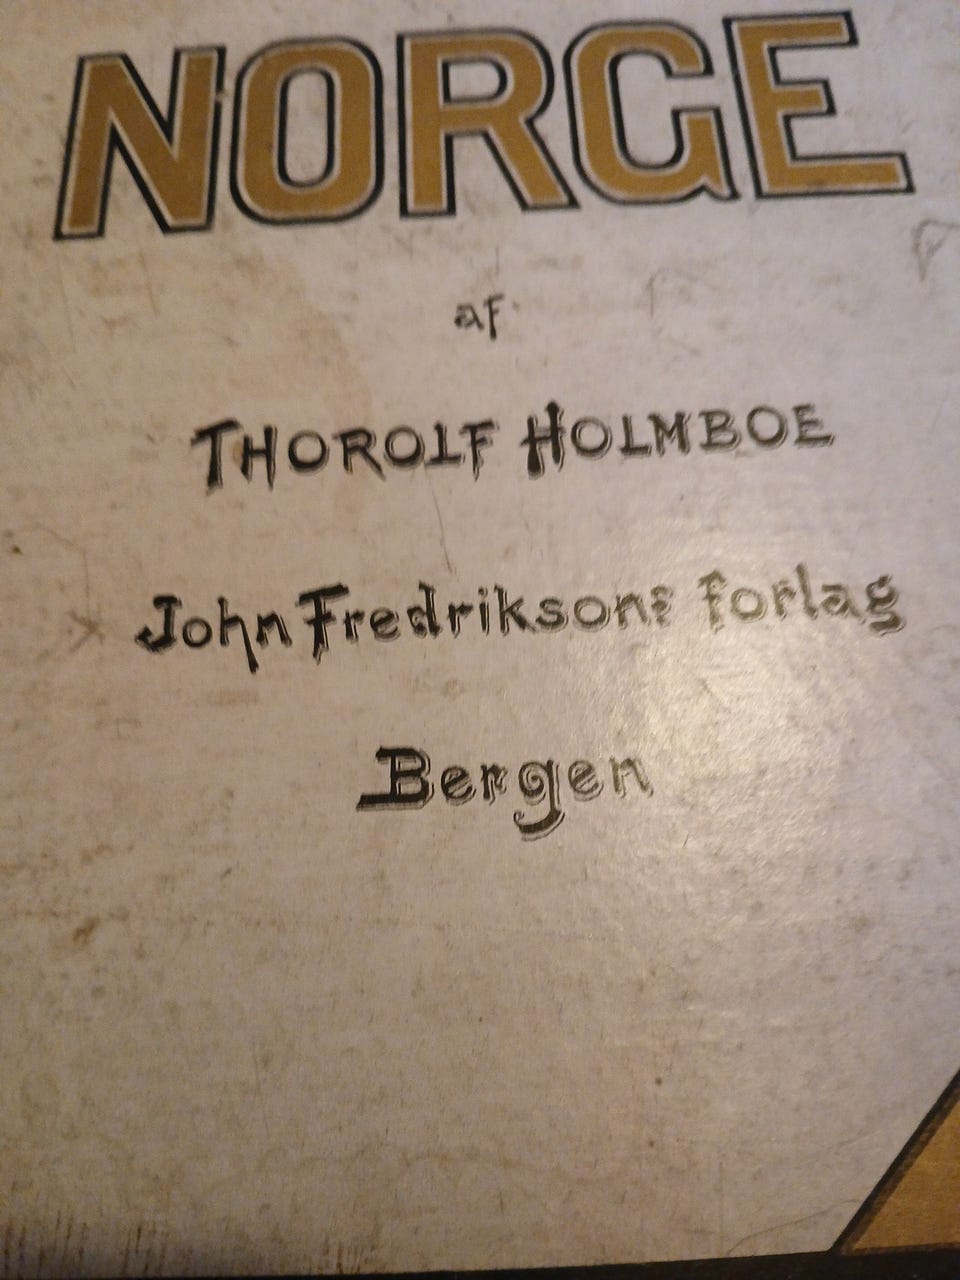 NORGE
af
THOROLF HOLMBOE
John Fredriksons forlag
Bergen